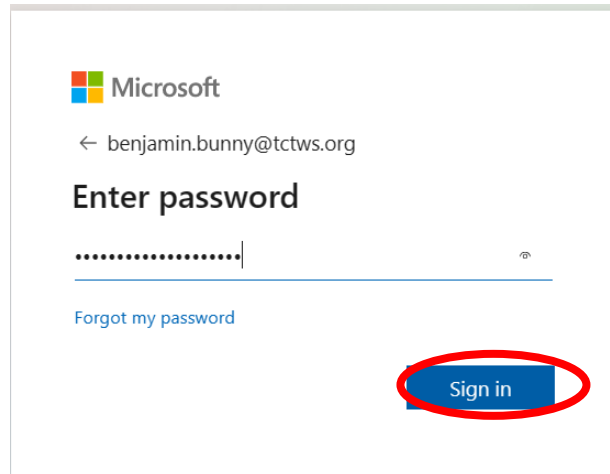 Microsoft
← benjamin.bunny@tctws.org
Enter password
••••••••••••••••••••
Forgot my password
Sign in